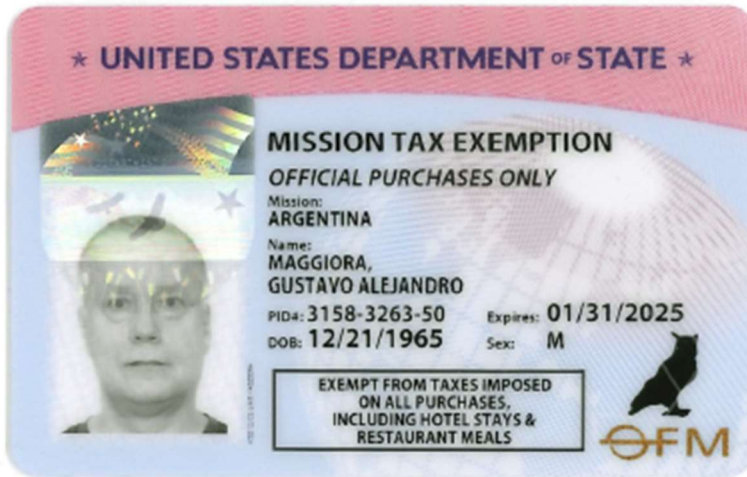 ★ UNITED STATES DEPARTMENT OF STATE ★
MISSION TAX EXEMPTION
OFFICIAL PURCHASES ONLY
Mission:
ARGENTINA
Name:
MAGGIORA,
GUSTAVO ALEJANDRO
PID#: 3158-3263-50 Expires: 01/31/2025
DOB: 12/21/1965 Sex: M
EXEMPT FROM TAXES IMPOSED
ON ALL PURCHASES,
INCLUDING HOTEL STAYS &
RESTAURANT MEALS
OFM